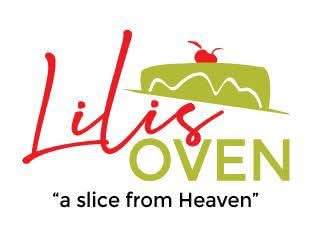 Lilis
OVEN
“a slice from Heaven”